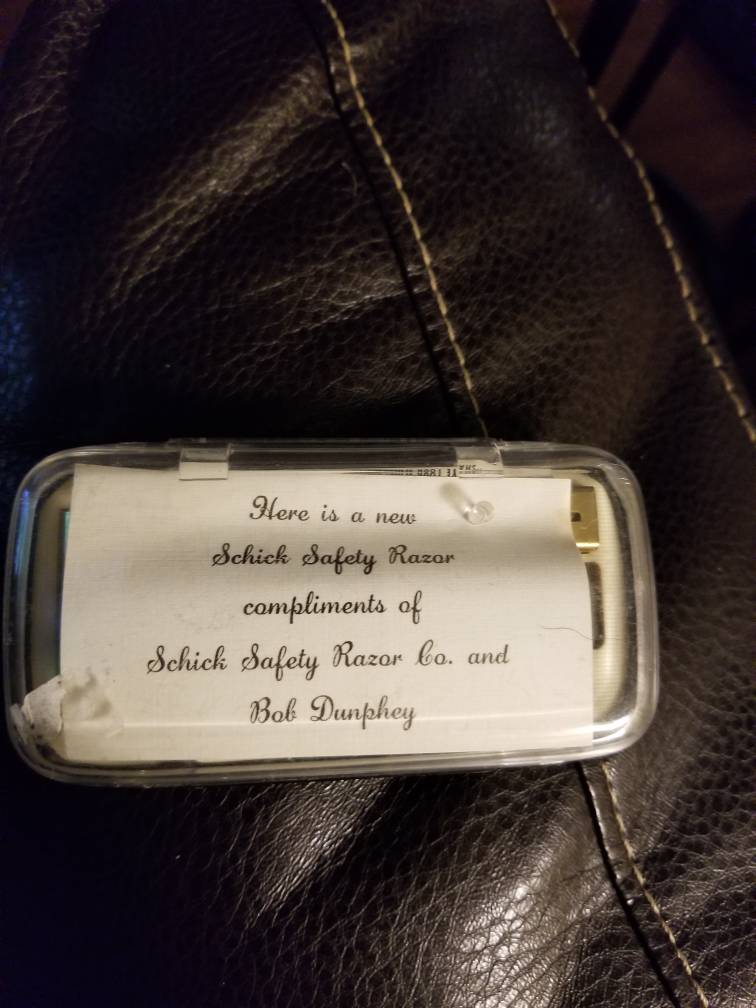 Here is a new
Schick Safety Razor
compliments of
Schick Safety Razor Co. and
Bob Dunphey